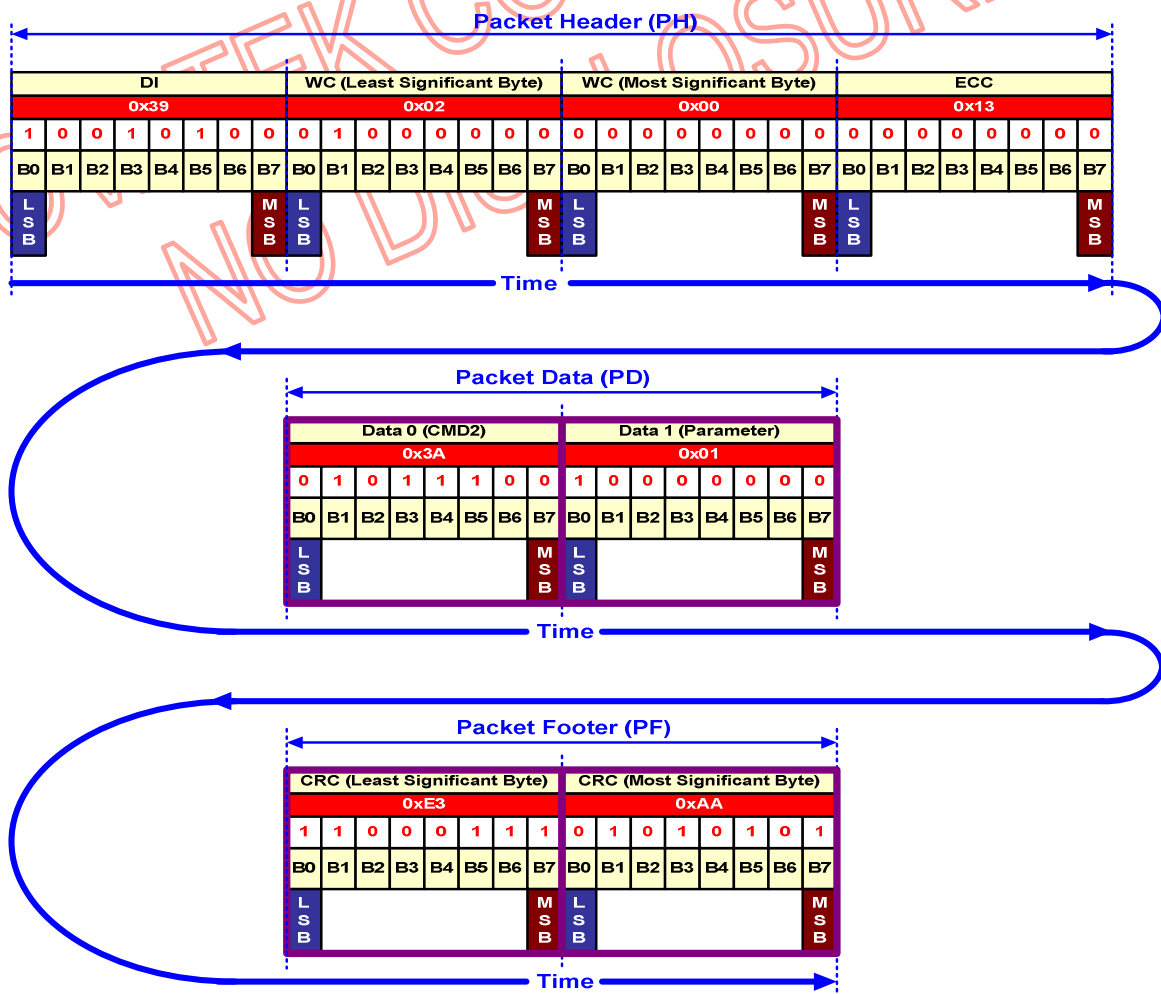 Packet Header (PH)
DI WC (Least Significant Byte) WC (Most Significant Byte) ECC
0x39 0x02 0x00 0x13
1 0 0 1 0 1 0 0 0 1 0 0 0 0 0 0 0 0 0 0 0 0 0 0 0 0 0 0 0 0 0 0
B0 B1 B2 B3 B4 B5 B6 B7 B0 B1 B2 B3 B4 B5 B6 B7 B0 B1 B2 B3 B4 B5 B6 B7 B0 B1 B2 B3 B4 B5 B6 B7
LSB MSB LSB MSB LSB MSB LSB MSB
NO DI
Time
Packet Data (PD)
Data 0 (CMD2) Data 1 (Parameter)
0x3A 0x01
0 1 0 1 1 1 0 0 1 0 0 0 0 0 0 0
B0 B1 B2 B3 B4 B5 B6 B7 B0 B1 B2 B3 B4 B5 B6 B7
LSB MSB LSB MSB
Time
Packet Footer (PF)
CRC (Least Significant Byte) CRC (Most Significant Byte)
0xE3 0xAA
1 1 0 0 0 1 1 1 0 1 0 1 0 1 0 1
B0 B1 B2 B3 B4 B5 B6 B7 B0 B1 B2 B3 B4 B5 B6 B7
LSB MSB LSB MSB
Time